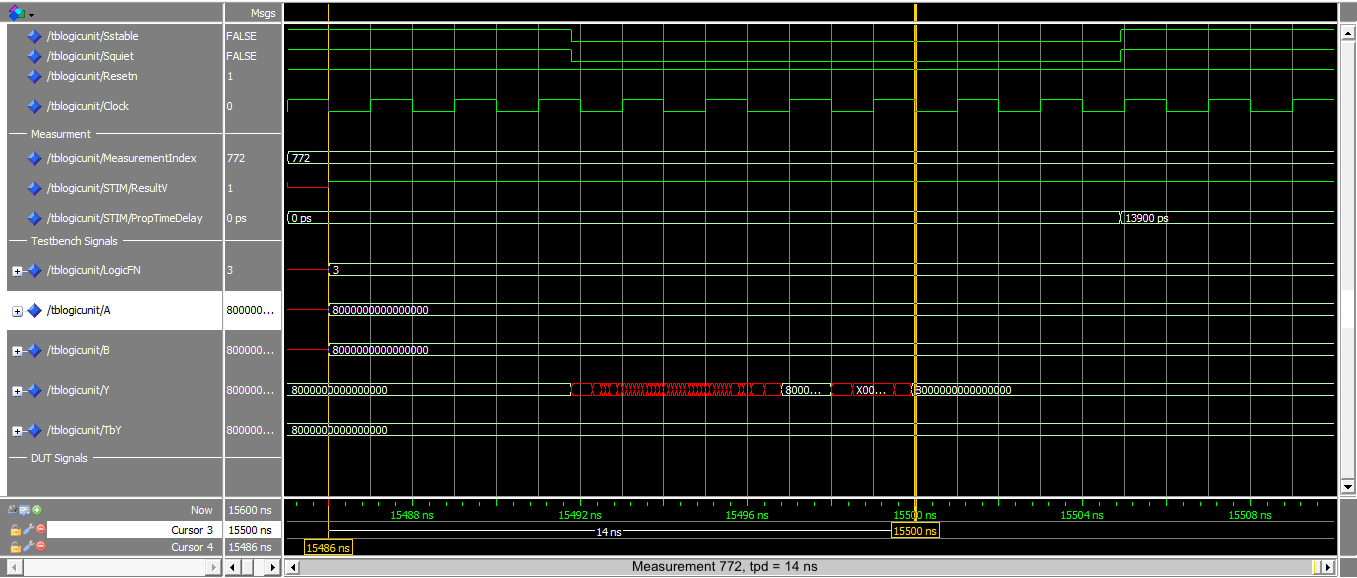 Msgs
/tblogicunit/Sstable FALSE
/tblogicunit/Squiet FALSE
/tblogicunit/Resetn 1
/tblogicunit/Clock 0
Measurment
/tblogicunit/MeasurementIndex 772 772
/tblogicunit/STIM/ResultV 1
/tblogicunit/STIM/PropTimeDelay 0 ps 0 ps 13900 ps
Testbench Signals
/tblogicunit/LogicFN 3 3
/tblogicunit/A 800000... 8000000000000000
/tblogicunit/B 800000... 8000000000000000
/tblogicunit/Y 800000... 8000000000000000 8000... X00... 8000000000000000
/tblogicunit/TbY 800000... 8000000000000000
DUT Signals
Now 15600 ns 15488 ns 15492 ns 15496 ns 15500 ns 15504 ns 15508 ns
Cursor 3 15500 ns 14 ns 15500 ns
Cursor 4 15486 ns 15486 ns
Measurement 772, tpd = 14 ns